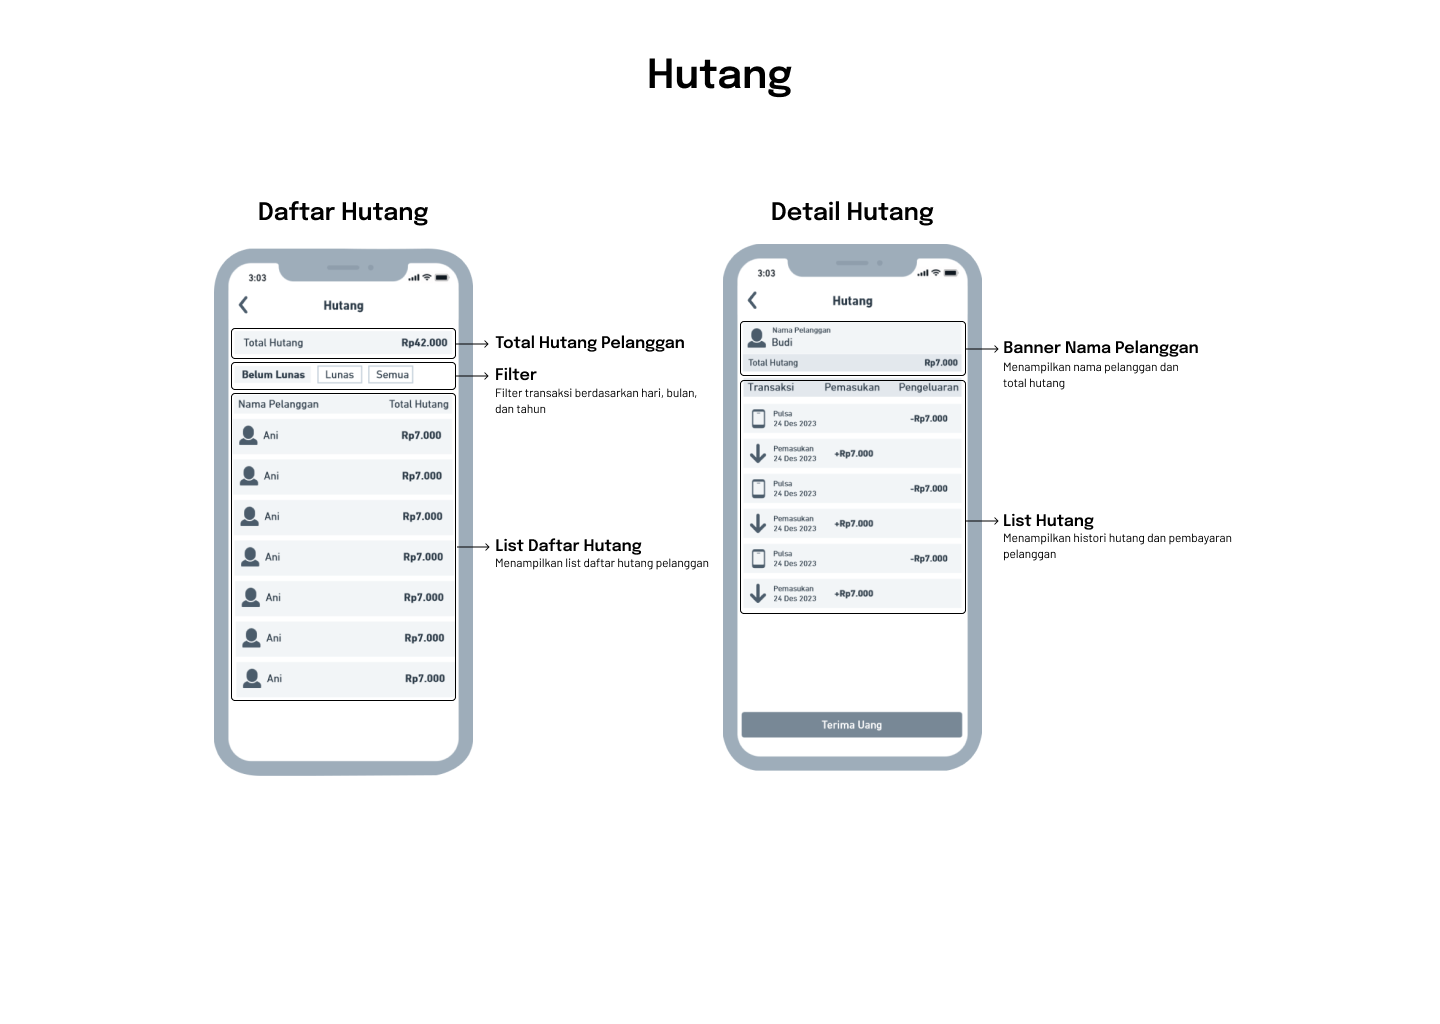 Hutang
Daftar Hutang
3:03
Hutang
Total Hutang Rp42.000
Belum Lunas Lunas Semua
Nama Pelanggan Total Hutang
Ani Rp7.000
Ani Rp7.000
Ani Rp7.000
Ani Rp7.000
Ani Rp7.000
Ani Rp7.000
Ani Rp7.000
Total Hutang Pelanggan
Filter
Filter transaksi berdasarkan hari, bulan,
dan tahun
List Daftar Hutang
Menampilkan list daftar hutang pelanggan
Detail Hutang
3:03
Hutang
Nama Pelanggan
Budi
Total Hutang Rp7.000
Transaksi Pemasukan Pengeluaran
Pulsa
24 Des 2023 -Rp7.000
Pemasukan
24 Des 2023 +Rp7.000
Pulsa
24 Des 2023 -Rp7.000
Pemasukan
24 Des 2023 +Rp7.000
Pulsa
24 Des 2023 -Rp7.000
Pemasukan
24 Des 2023 +Rp7.000
Terima Uang
Banner Nama Pelanggan
Menampilkan nama pelanggan dan
total hutang
List Hutang
Menampilkan histori hutang dan pembayaran
pelanggan